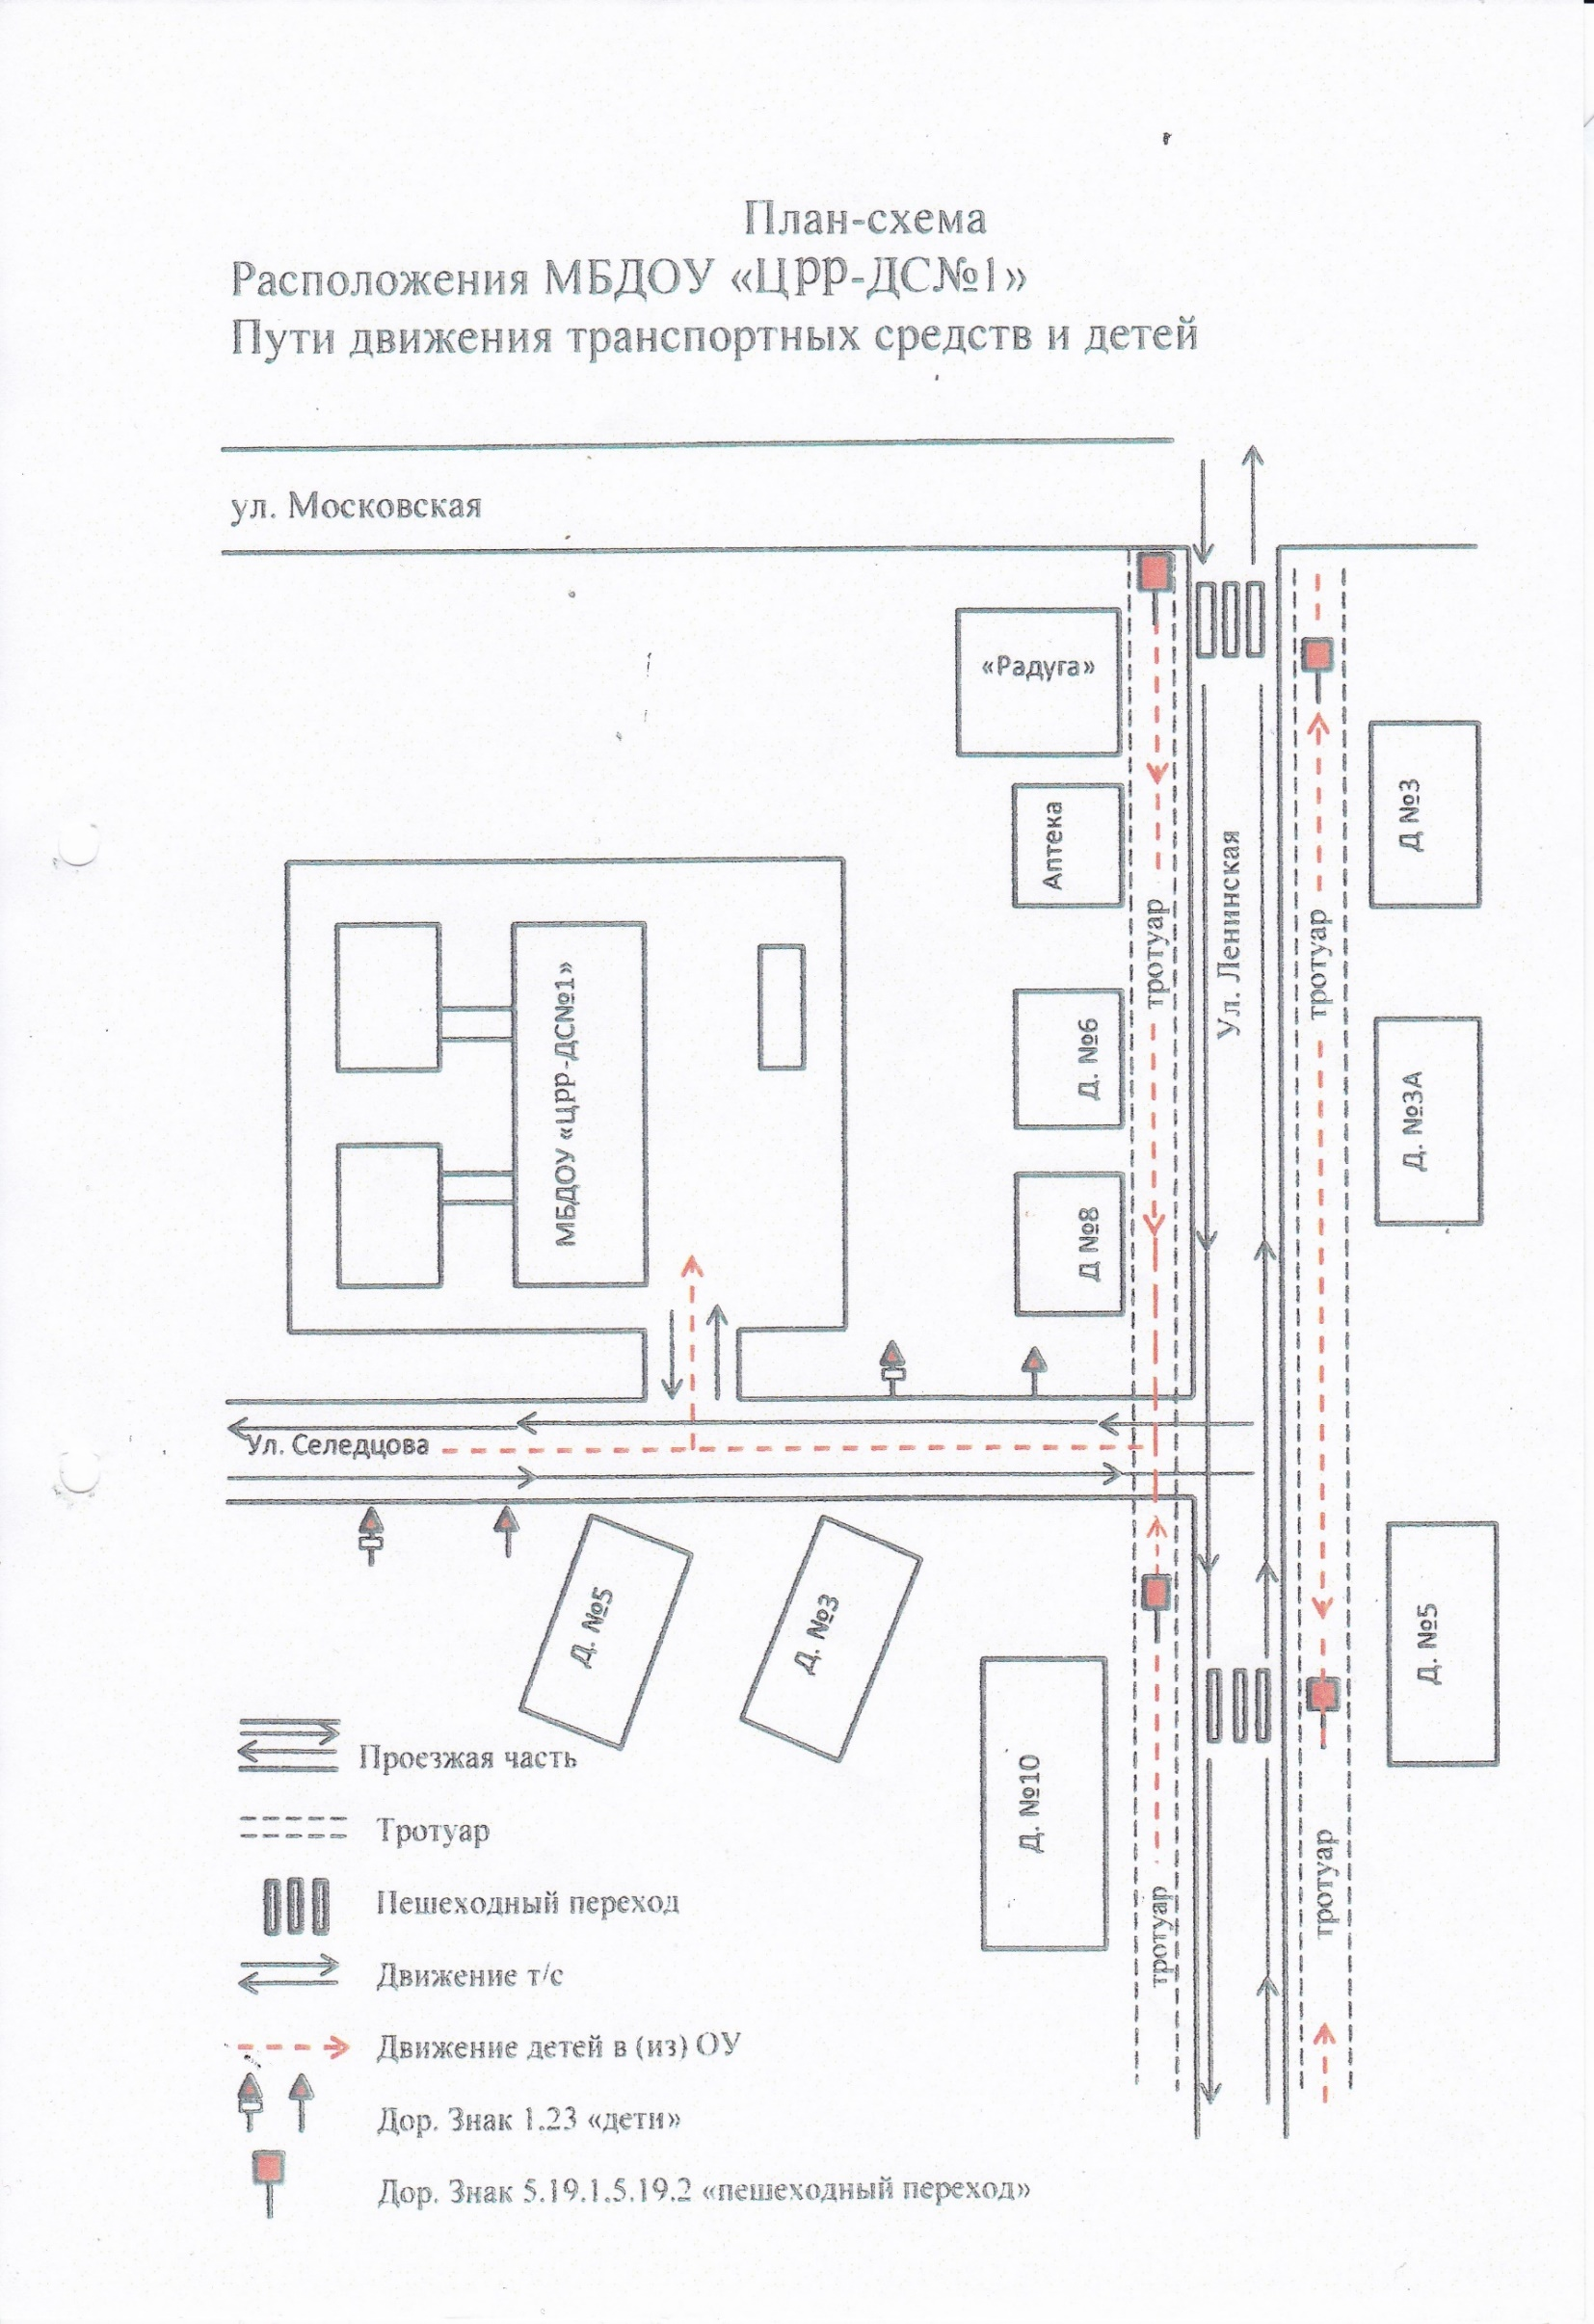 План-схема
Расположения МБДОУ «ЦРР-ДС№1»
Пути движения транспортных средств и детей
ул. Московская
«Радуга»
Аптека
Д. №6
Д №8
тротуар
Ул. Ленинская
тротуар
Д №3
Д. №3А
Д. №5
МБДОУ «ЦРР-ДС№1»
Ул. Селедцова
Д. №5
Д. №3
Д. №10
тротуар
тротуар
Проезжая часть
Тротуар
Пешеходный переход
Движение т/с
Движение детей в (из) ОУ
Дор. Знак 1.23 «дети»
Дор. Знак 5.19.1.5.19.2 «пешеходный переход»